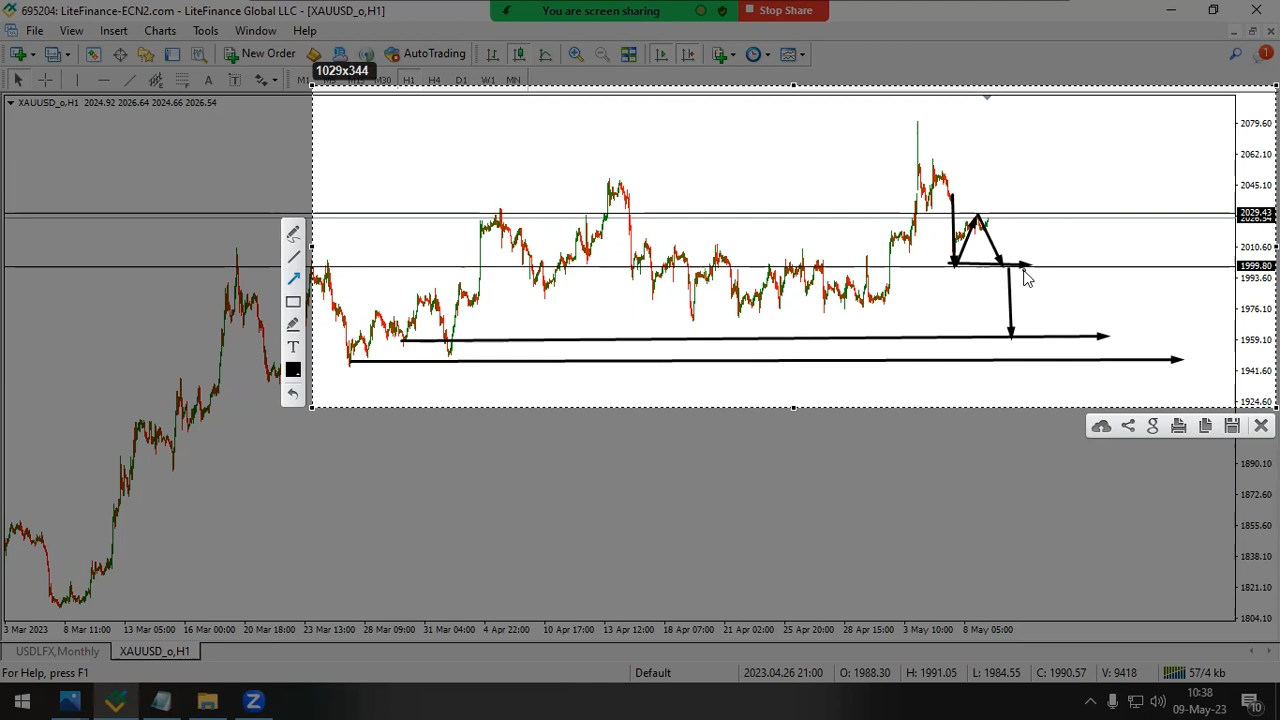 695204: LiteFinance-ECN2.com - LiteFinance Global LLC - [XAUUSD_o,H1]
You are screen sharing
Stop Share
File View Insert Charts Tools Window Help
New Order
AutoTrading
1029x344
M30 H1 H4 D1 W1 MN
XAUUSD_o,H1 2024.92 2026.64 2024.66 2026.54
2079.60
2062.10
2045.10
2029.43
2010.60
1999.80
1993.60
1976.10
1959.10
1941.60
1924.60
1890.10
1872.60
1855.60
1838.10
1821.10
1804.10
T
g
3 Mar 2023 8 Mar 11:00 13 Mar 05:00 16 Mar 00:00 20 Mar 18:00 23 Mar 13:00 28 Mar 09:00 31 Mar 04:00 4 Apr 22:00 10 Apr 17:00 13 Apr 12:00 18 Apr 07:00 21 Apr 02:00 25 Apr 20:00 28 Apr 15:00 3 May 10:00 8 May 05:00
USDLFX,Monthly XAUUSD_o,H1
For Help, press F1 Default 2023.04.26 21:00 O: 1988.30 H: 1991.05 L: 1984.55 C: 1990.57 V: 9418 57/4 kb
10:38
09-May-23
10